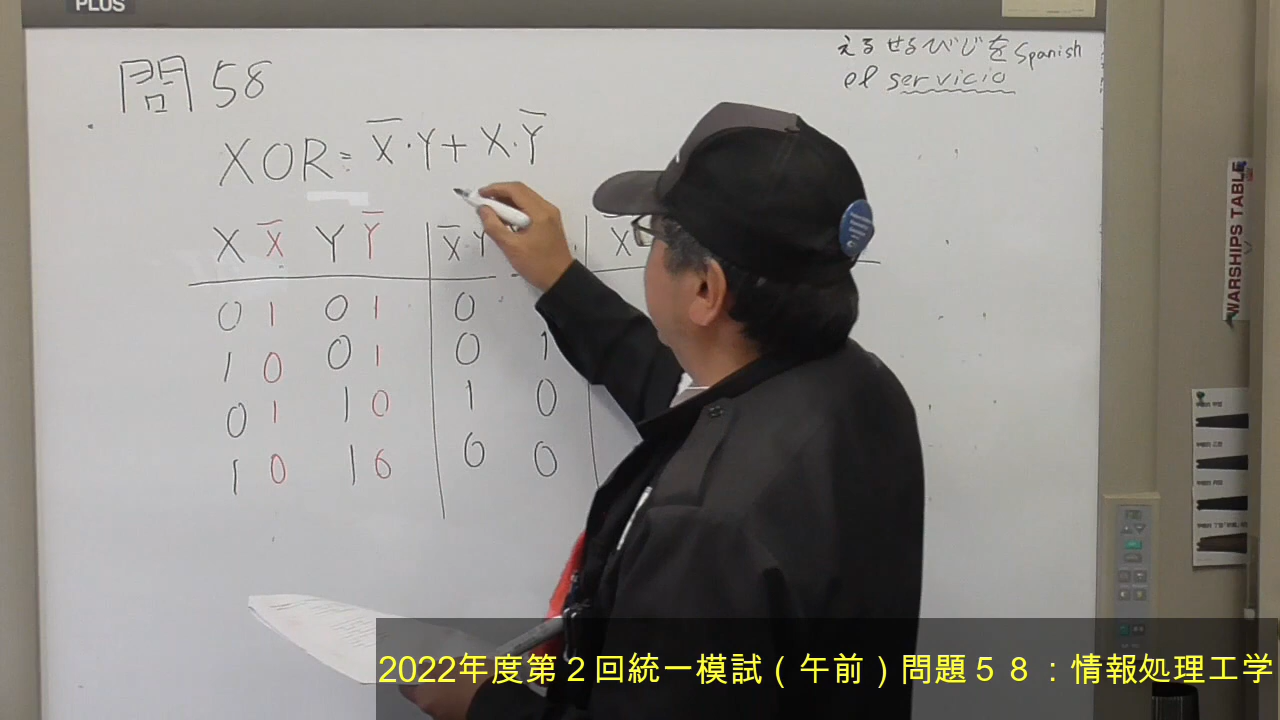 PLUS
問58
えるせるびじを Spanish
el servicio
XOR = X̅·Y + X·Y̅
X X̅ Y Y̅ X̅·Y X̅
0 1 0 1 0
1 0 0 1 0 1
0 1 1 0 1 0
1 0 1 0 0 0
WARSHIPS TABLE
2022年度第2回統一模試(午前)問題58:情報処理工学